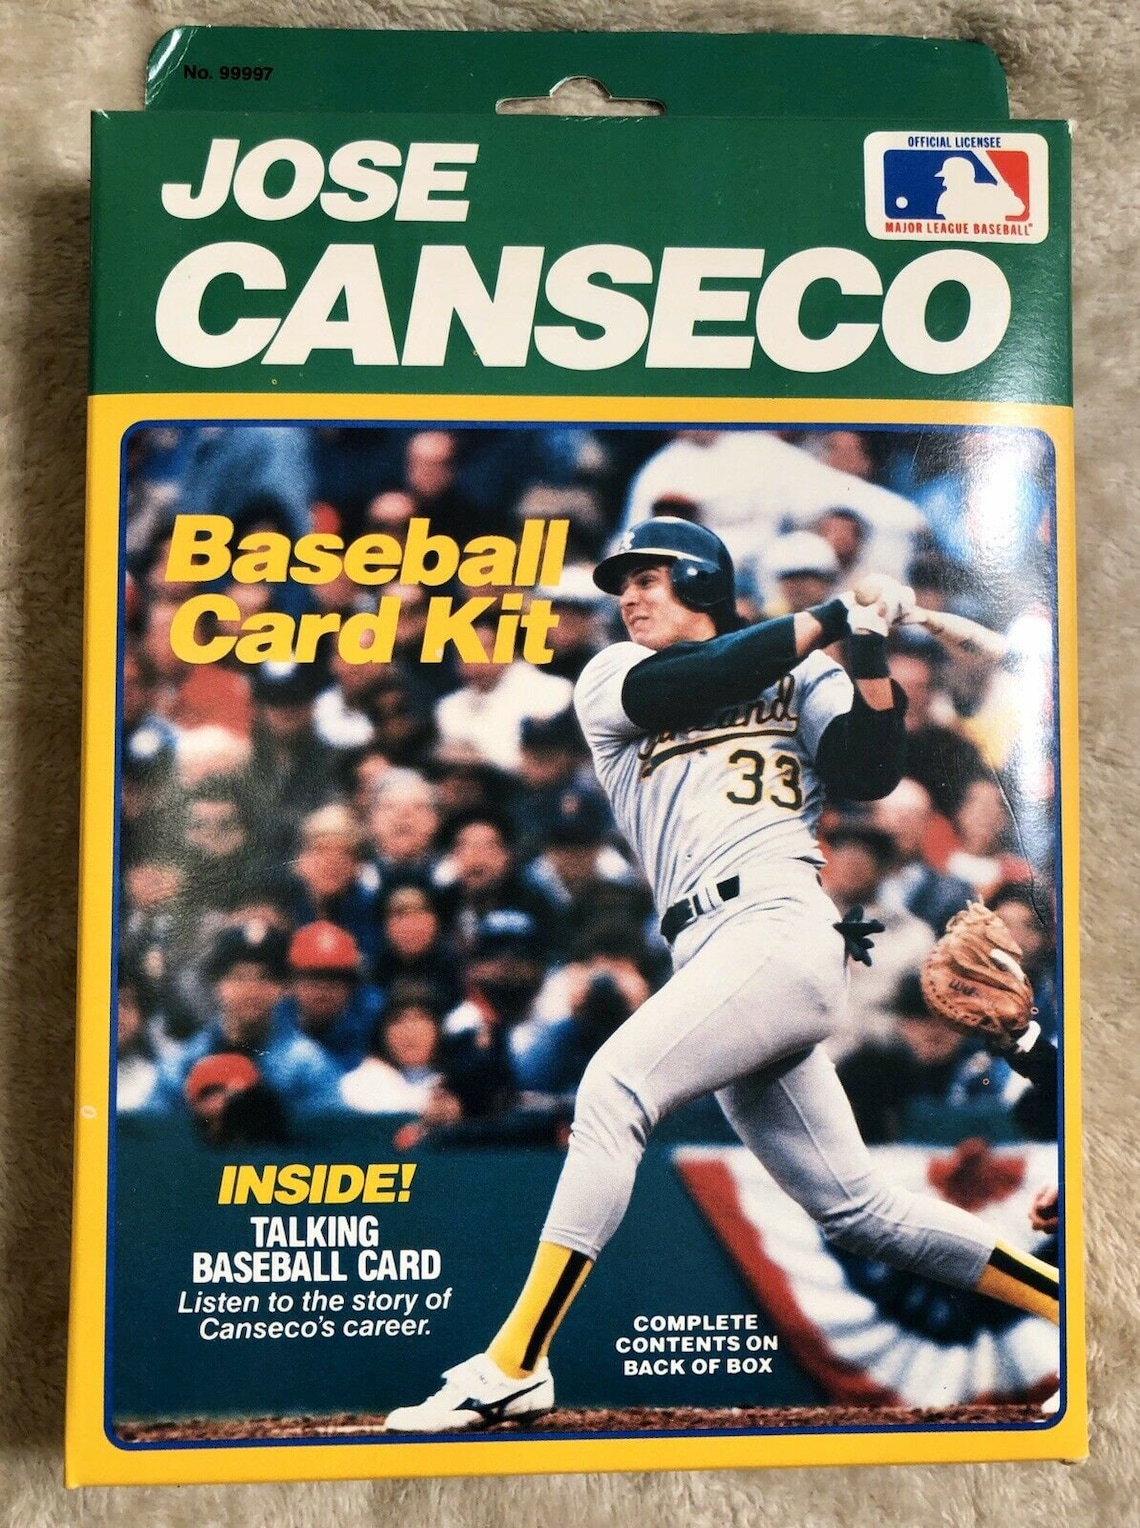 No. 99997
JOSE
CANSECO
OFFICIAL LICENSEE
MAJOR LEAGUE BASEBALL®
Baseball
Card Kit
33
INSIDE!
TALKING
BASEBALL CARD
Listen to the story of
Canseco's career.
COMPLETE
CONTENTS ON
BACK OF BOX